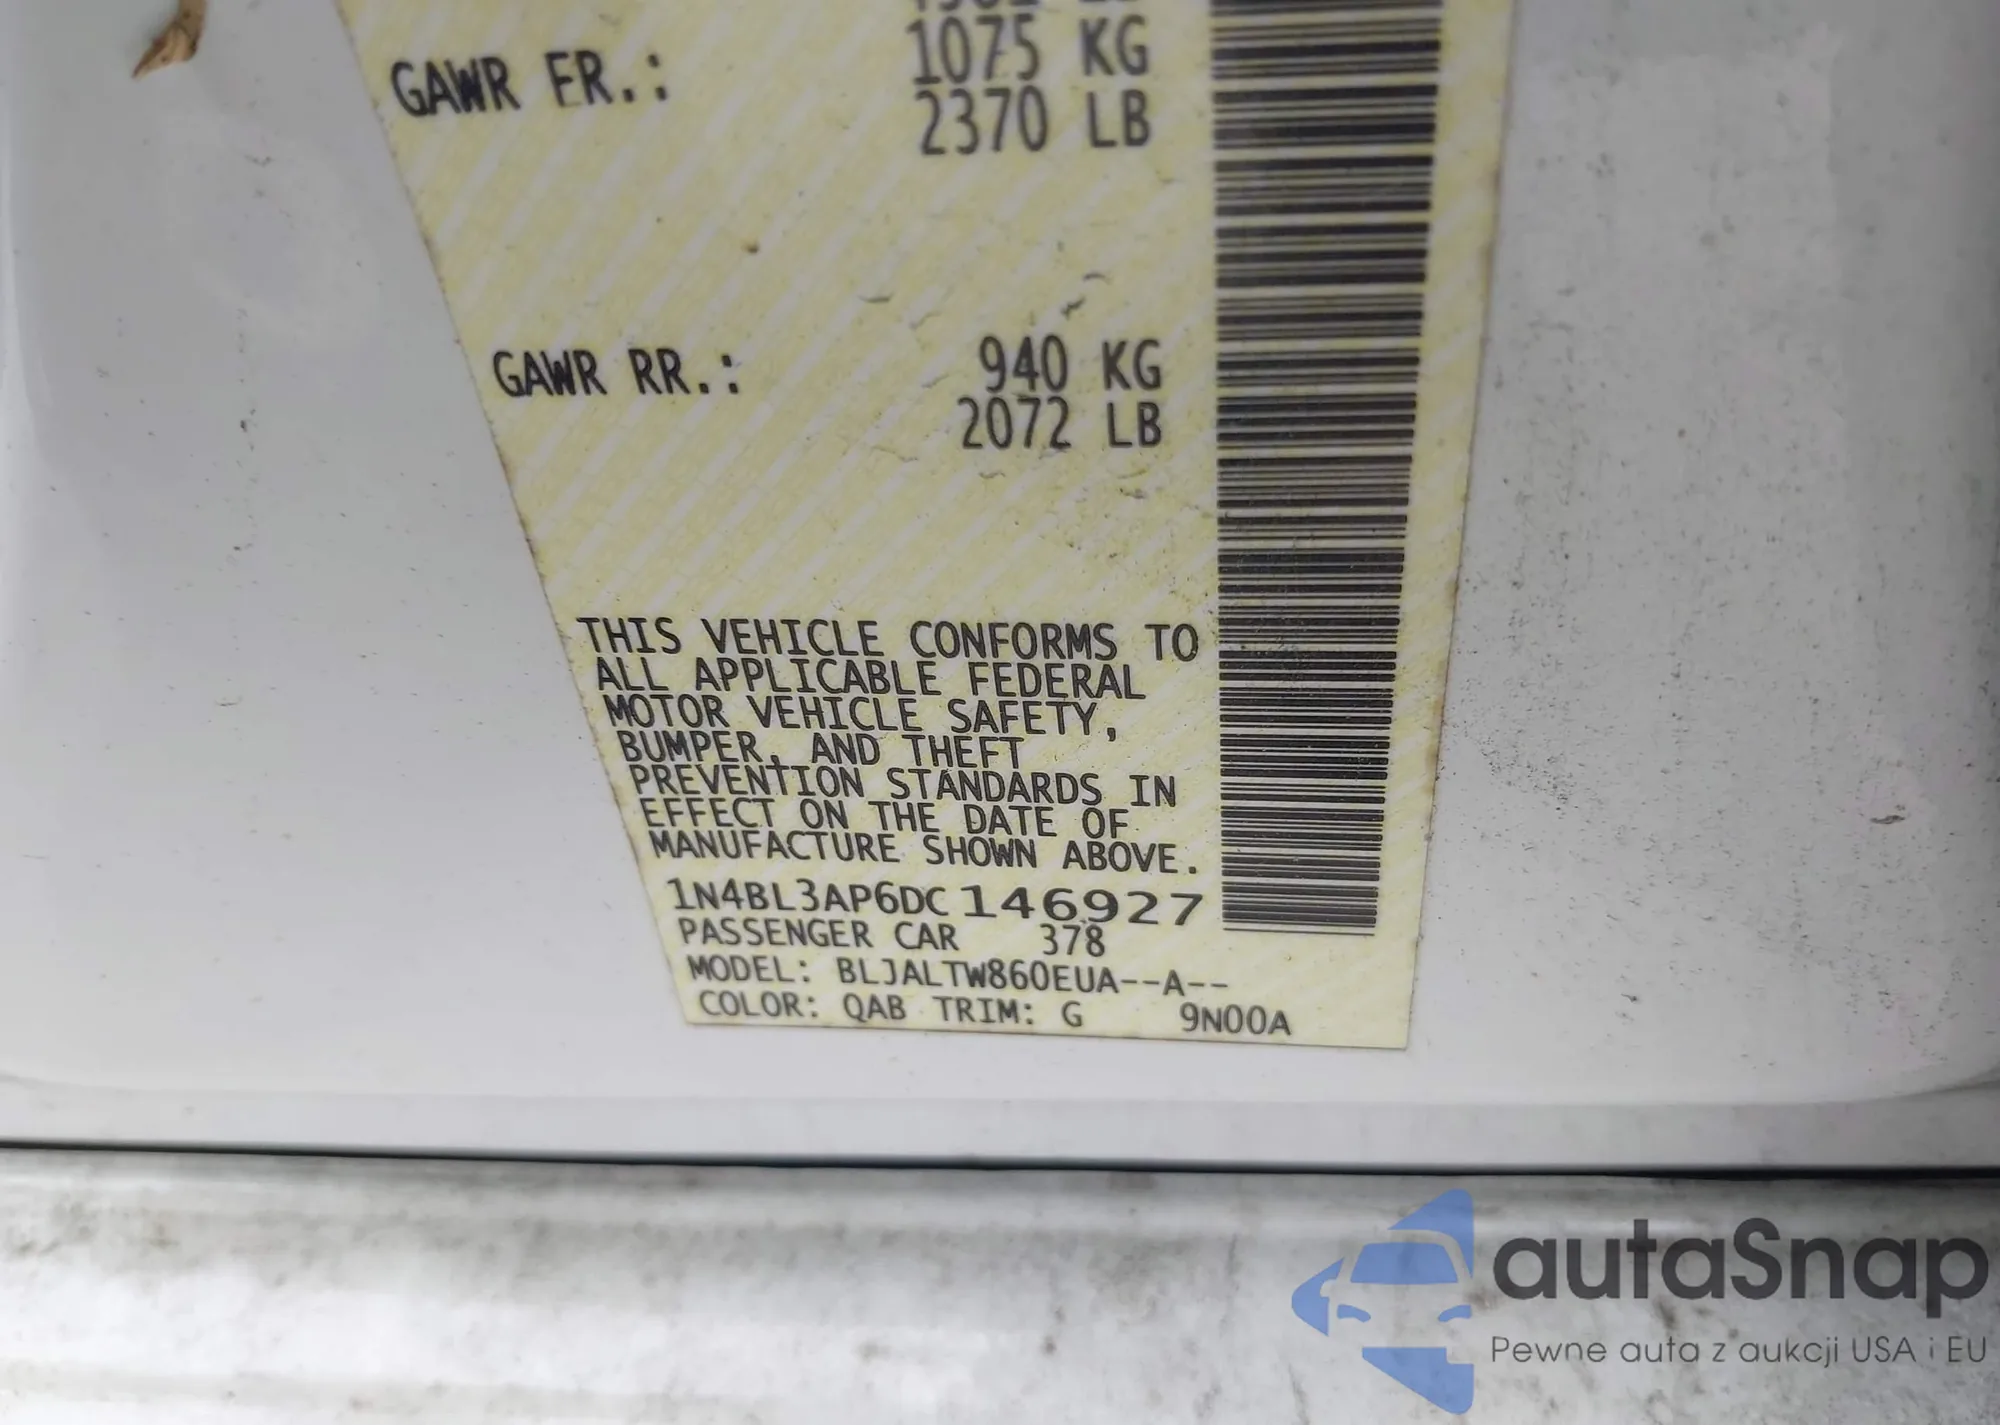 1075 KG
GAWR FR.:
2370 LB
GAWR RR.: 940 KG
2072 LB
THIS VEHICLE CONFORMS TO
ALL APPLICABLE FEDERAL
MOTOR VEHICLE SAFETY,
BUMPER, AND THEFT
PREVENTION STANDARDS IN
EFFECT ON THE DATE OF
MANUFACTURE SHOWN ABOVE.
1N4BL3AP6DC146927
PASSENGER CAR 378
MODEL: BLJALTW860EUA--A--
COLOR: QAB TRIM: G 9N00A
autaSnap
Pewne auta z aukcji USA i EU